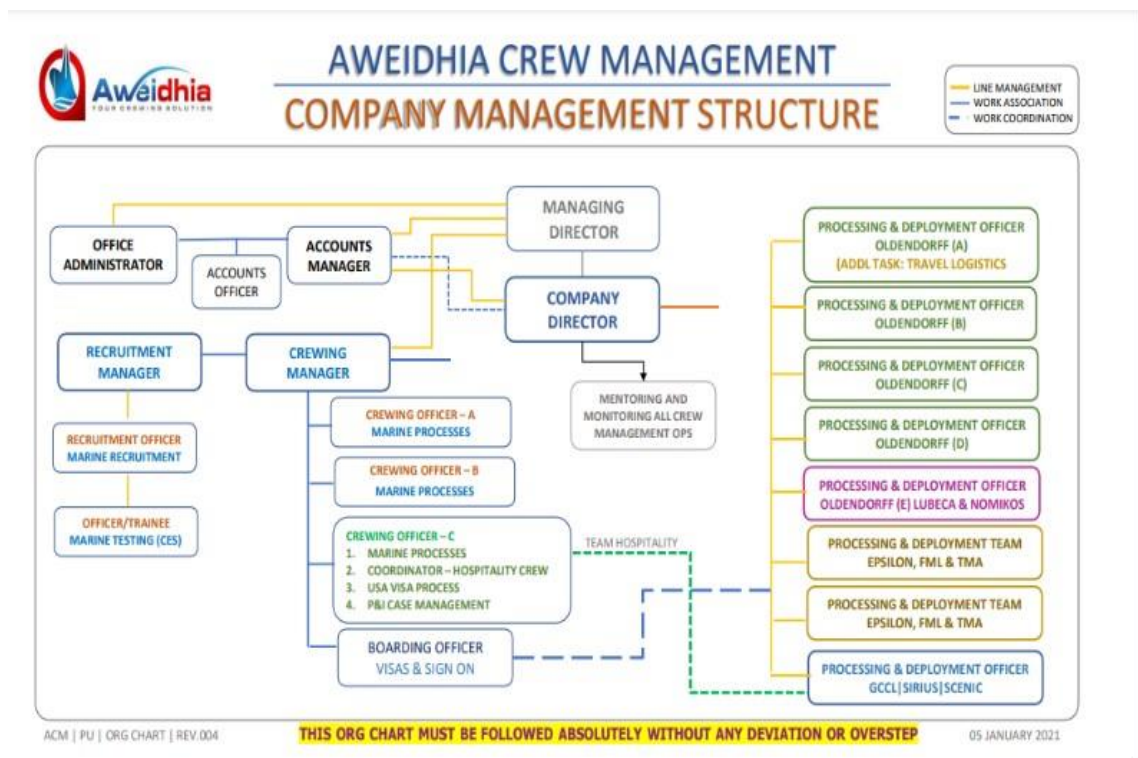 Aweidhia
YOUR CREWING SOLUTION
AWEIDHIA CREW MANAGEMENT
COMPANY MANAGEMENT STRUCTURE
LINE MANAGEMENT
WORK ASSOCIATION
WORK COORDINATION
OFFICE
ADMINISTRATOR
ACCOUNTS
OFFICER
ACCOUNTS
MANAGER
MANAGING
DIRECTOR
COMPANY
DIRECTOR
RECRUITMENT
MANAGER
CREWING
MANAGER
MENTORING AND
MONITORING ALL CREW
MANAGEMENT OPS
RECRUITMENT OFFICER
MARINE RECRUITMENT
OFFICER/TRAINEE
MARINE TESTING (CES)
CREWING OFFICER – A
MARINE PROCESSES
CREWING OFFICER – B
MARINE PROCESSES
CREWING OFFICER – C
1. MARINE PROCESSES
2. COORDINATOR – HOSPITALITY CREW
3. USA VISA PROCESS
4. P&I CASE MANAGEMENT
TEAM HOSPITALITY
BOARDING OFFICER
VISAS & SIGN ON
PROCESSING & DEPLOYMENT OFFICER
OLDENDORFF (A)
(ADDL TASK: TRAVEL LOGISTICS
PROCESSING & DEPLOYMENT OFFICER
OLDENDORFF (B)
PROCESSING & DEPLOYMENT OFFICER
OLDENDORFF (C)
PROCESSING & DEPLOYMENT OFFICER
OLDENDORFF (D)
PROCESSING & DEPLOYMENT OFFICER
OLDENDORFF (E) LUBECA & NOMIKOS
PROCESSING & DEPLOYMENT TEAM
EPSILON, FML & TMA
PROCESSING & DEPLOYMENT TEAM
EPSILON, FML & TMA
PROCESSING & DEPLOYMENT OFFICER
GCCL|SIRIUS|SCENIC
ACM | PU | ORG CHART | REV.004
THIS ORG CHART MUST BE FOLLOWED ABSOLUTELY WITHOUT ANY DEVIATION OR OVERSTEP
05 JANUARY 2021